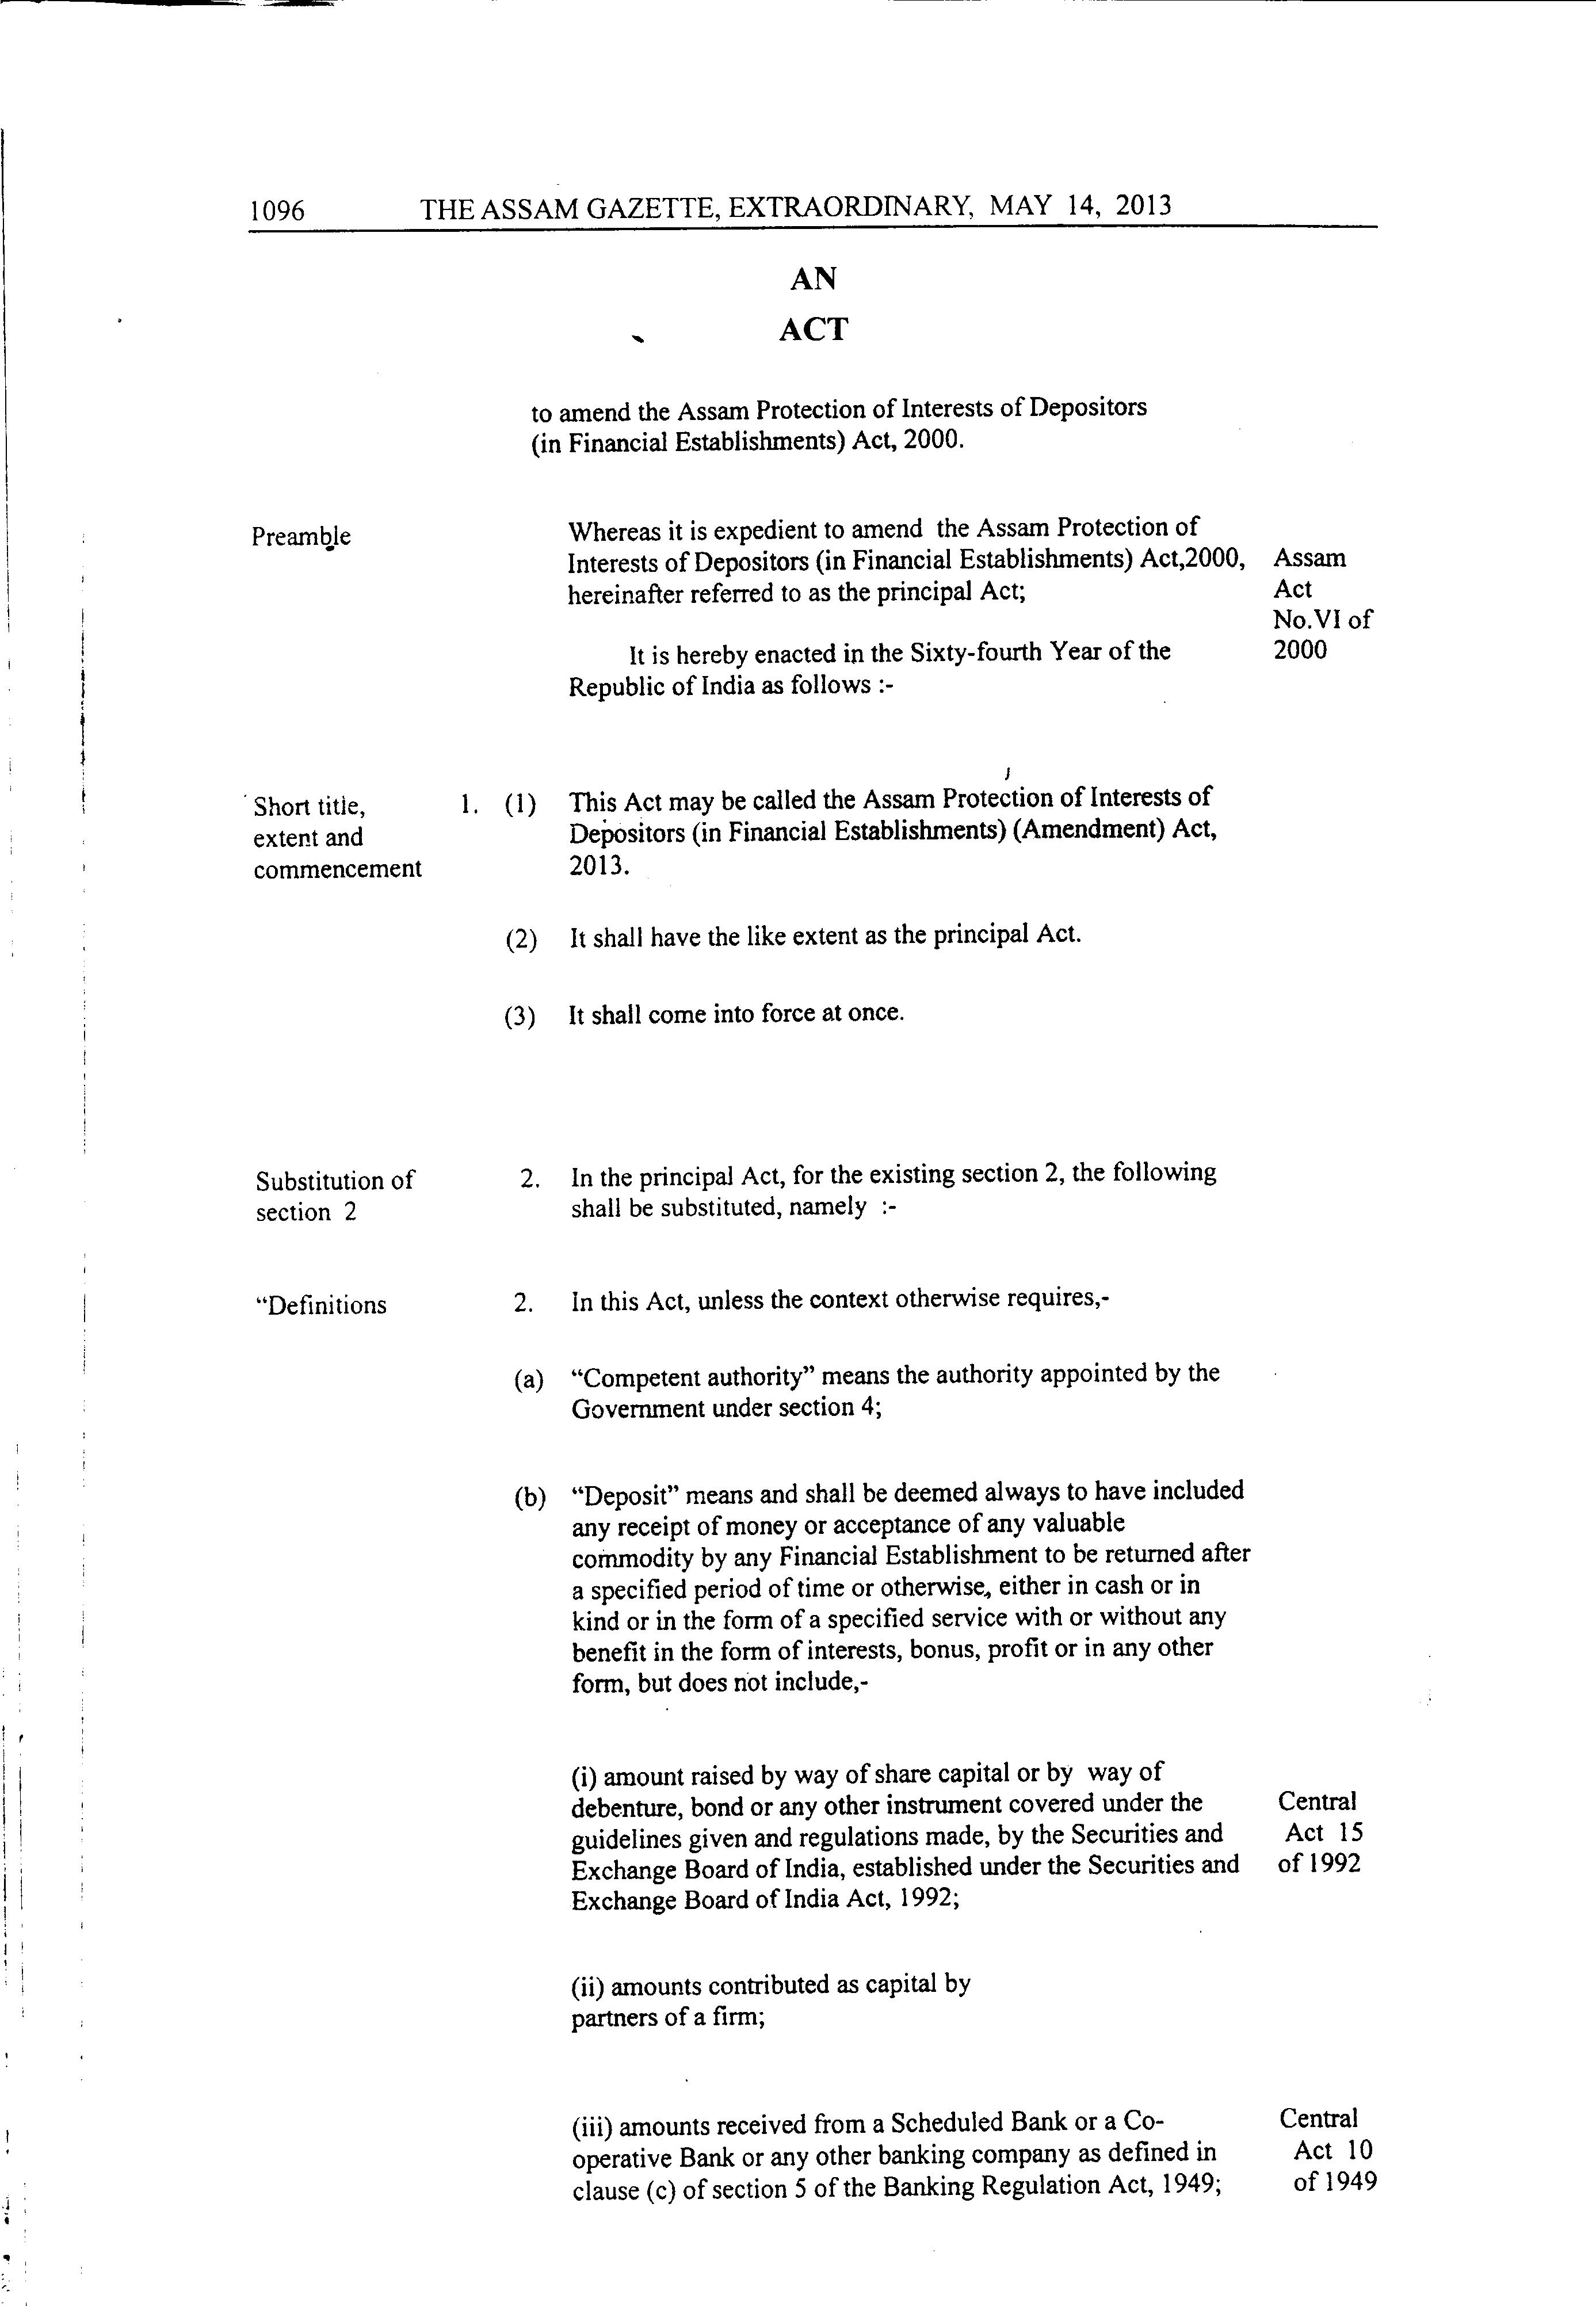 1096 THE ASSAM GAZETTE, EXTRAORDINARY, MAY 14, 2013
AN
ACT
to amend the Assam Protection of Interests of Depositors
(in Financial Establishments) Act, 2000.
Preamble Whereas it is expedient to amend the Assam Protection of
Interests of Depositors (in Financial Establishments) Act,2000, Assam
hereinafter referred to as the principal Act; Act
No.VI of
It is hereby enacted in the Sixty-fourth Year of the 2000
Republic of India as follows :-
Short title, 1. (1) This Act may be called the Assam Protection of Interests of
extent and Depositors (in Financial Establishments) (Amendment) Act,
commencement 2013.
(2) It shall have the like extent as the principal Act.
(3) It shall come into force at once.
Substitution of 2. In the principal Act, for the existing section 2, the following
section 2 shall be substituted, namely :-
“Definitions 2. In this Act, unless the context otherwise requires,-
(a) “Competent authority” means the authority appointed by the
Government under section 4;
(b) “Deposit” means and shall be deemed always to have included
any receipt of money or acceptance of any valuable
commodity by any Financial Establishment to be returned after
a specified period of time or otherwise, either in cash or in
kind or in the form of a specified service with or without any
benefit in the form of interests, bonus, profit or in any other
form, but does not include,-
(i) amount raised by way of share capital or by way of
debenture, bond or any other instrument covered under the Central
guidelines given and regulations made, by the Securities and Act 15
Exchange Board of India, established under the Securities and of 1992
Exchange Board of India Act, 1992;
(ii) amounts contributed as capital by
partners of a firm;
(iii) amounts received from a Scheduled Bank or a Co- Central
operative Bank or any other banking company as defined in Act 10
clause (c) of section 5 of the Banking Regulation Act, 1949; of 1949